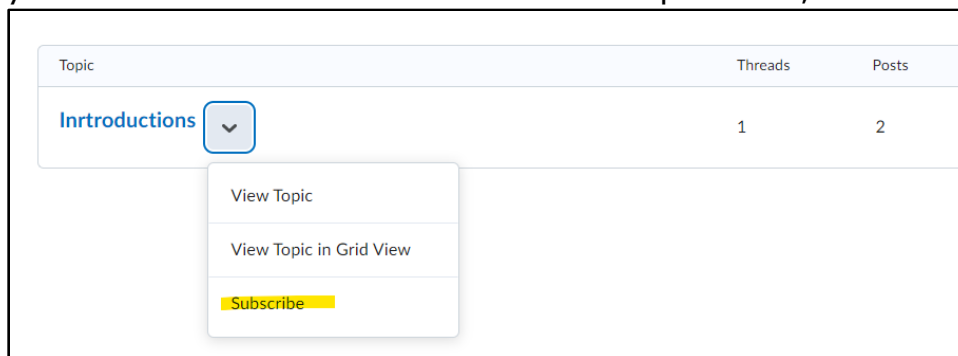 Topic Threads Posts
Inrtroductions 1 2
View Topic
View Topic in Grid View
Subscribe